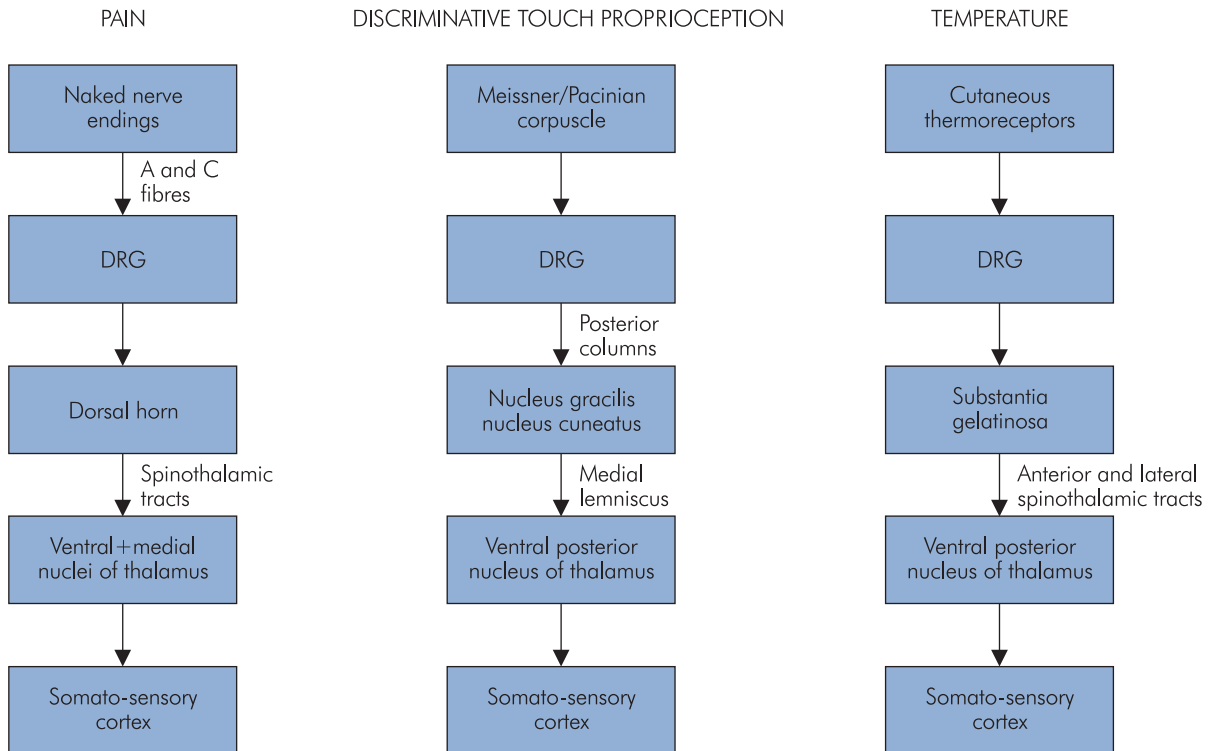 PAIN
Naked nerve
endings
A and C
fibres
DRG
Dorsal horn
Spinothalamic
tracts
Ventral+medial
nuclei of thalamus
Somato-sensory
cortex
DISCRIMINATIVE TOUCH PROPRIOCEPTION
Meissner/Pacinian
corpuscle
DRG
Posterior
columns
Nucleus gracilis
nucleus cuneatus
Medial
lemniscus
Ventral posterior
nucleus of thalamus
Somato-sensory
cortex
TEMPERATURE
Cutaneous
thermoreceptors
DRG
Substantia
gelatinosa
Anterior and lateral
spinothalamic tracts
Ventral posterior
nucleus of thalamus
Somato-sensory
cortex